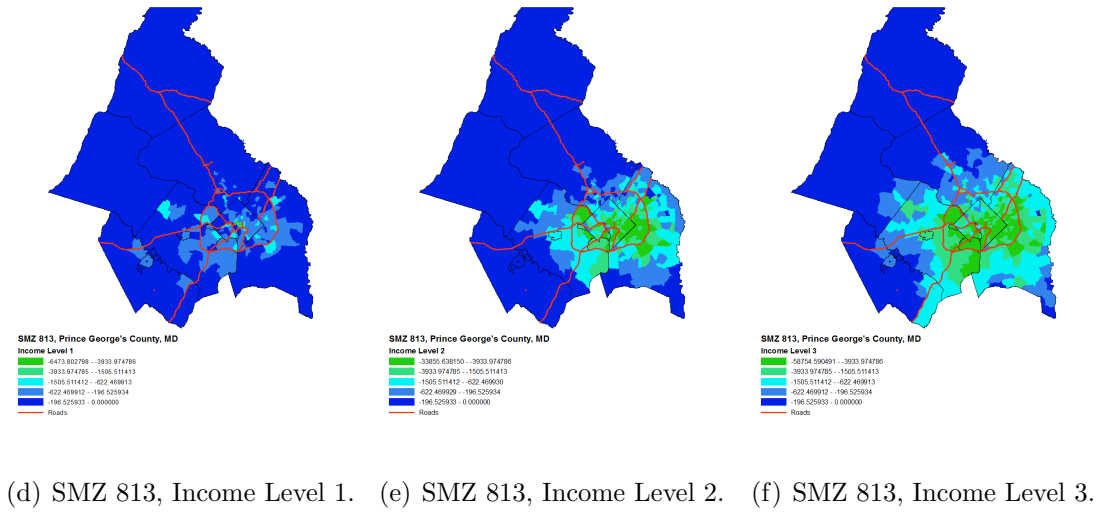 SMZ 813, Prince George's County, MD
Income Level 1
-6473.802798 - -3933.974786
-3933.974785 - -1505.511413
-1505.511412 - -622.469913
-622.469912 - -196.525934
-196.525933 - 0.000000
Roads
SMZ 813, Prince George's County, MD
Income Level 2
-33855.638150 - -3933.974786
-3933.974785 - -1505.511413
-1505.511412 - -622.469930
-622.469929 - -196.525934
-196.525933 - 0.000000
Roads
SMZ 813, Prince George's County, MD
Income Level 3
-58754.590491 - -3933.974786
-3933.974785 - -1505.511413
-1505.511412 - -622.469913
-622.469912 - -196.525934
-196.525933 - 0.000000
Roads
(d) SMZ 813, Income Level 1.
(e) SMZ 813, Income Level 2.
(f) SMZ 813, Income Level 3.